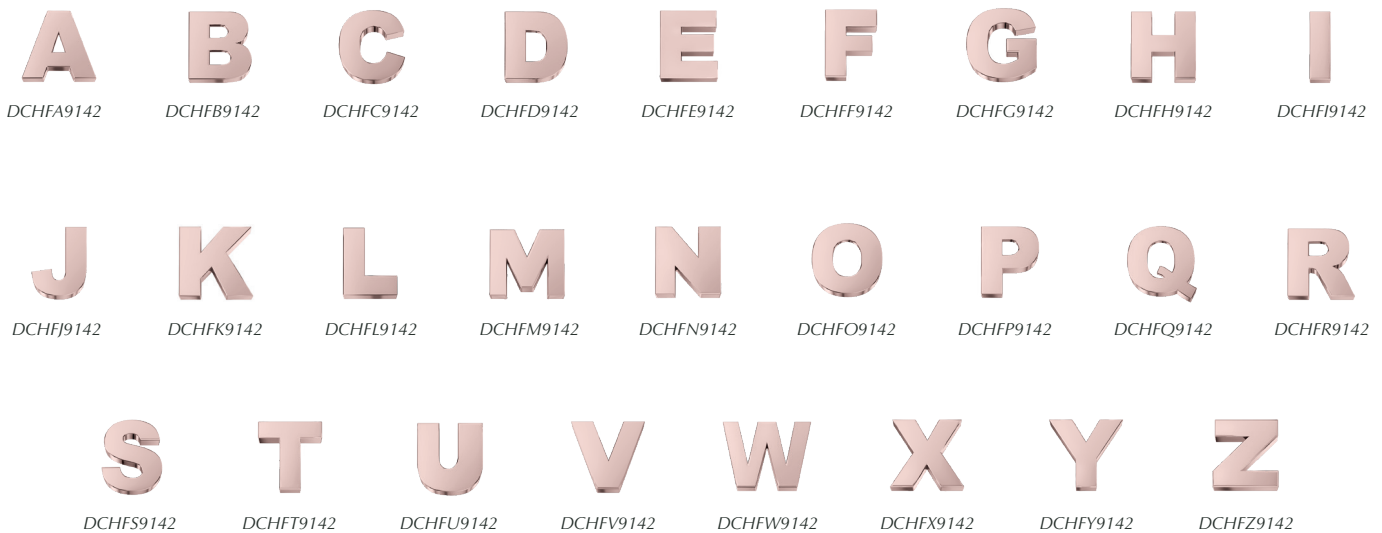 A B C D E F G H I
DCHFA9142 DCHFB9142 DCHFC9142 DCHFD9142 DCHFE9142 DCHFF9142 DCHFG9142 DCHFH9142 DCHFI9142
J K L M N O P Q R
DCHFJ9142 DCHFK9142 DCHFL9142 DCHFM9142 DCHFN9142 DCHFO9142 DCHFP9142 DCHFQ9142 DCHFR9142
S T U V W X Y Z
DCHFS9142 DCHFT9142 DCHFU9142 DCHFV9142 DCHFW9142 DCHFX9142 DCHFY9142 DCHFZ9142